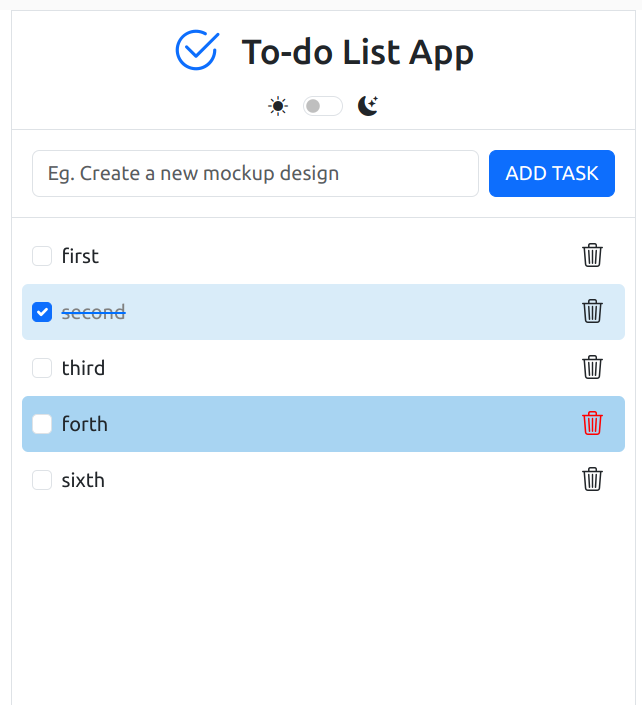 To-do List App
Eg. Create a new mockup design ADD TASK
first
second
third
forth
sixth